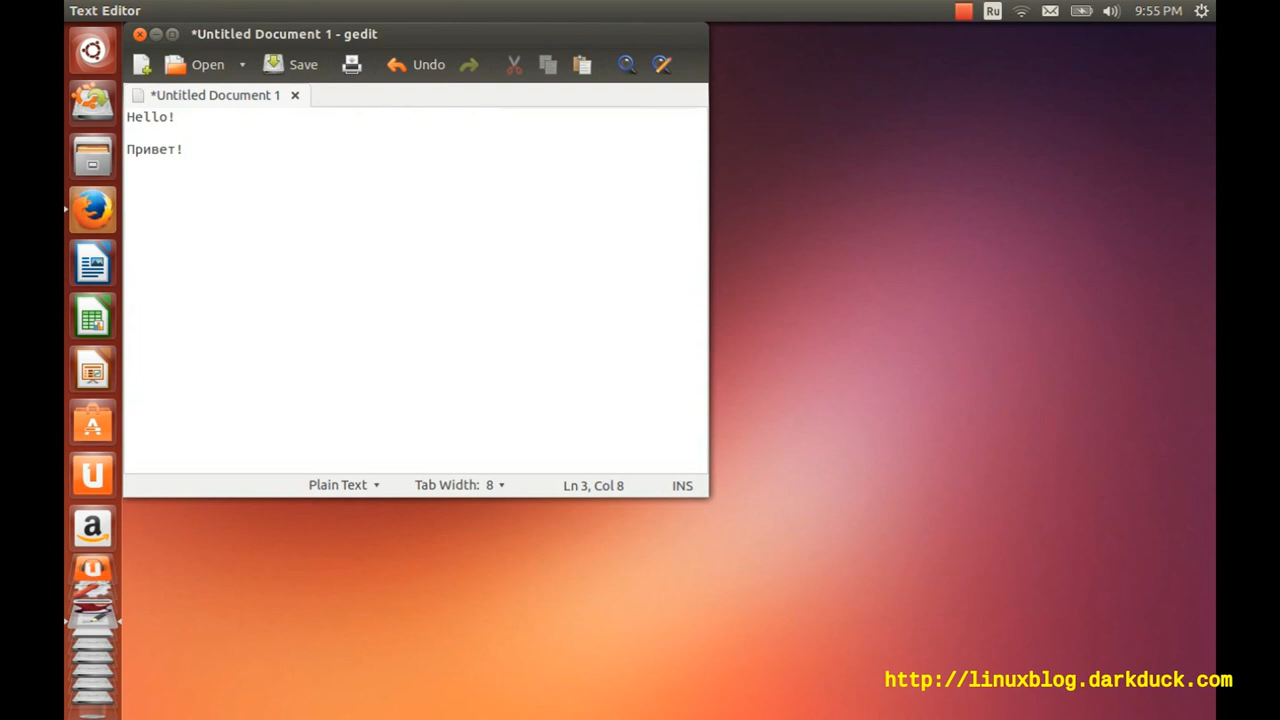 Text Editor
Ru
9:55 PM
*Untitled Document 1 - gedit
Open
Save
Undo
*Untitled Document 1
Hello!
Привет!
Plain Text
Tab Width: 8
Ln 3, Col 8
INS
http://linuxblog.darkduck.com